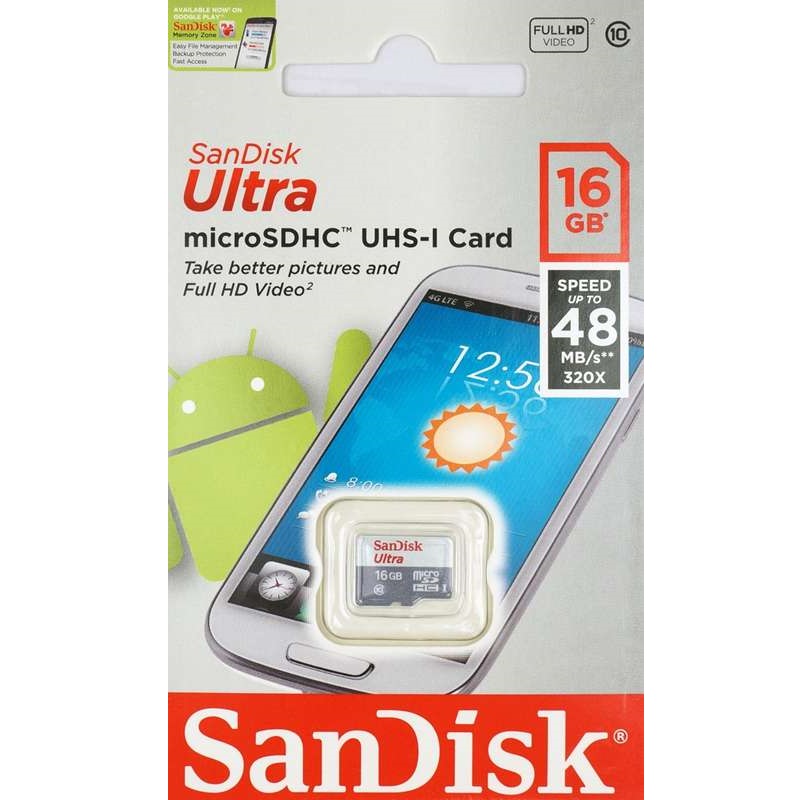 AVAILABLE NOW ON
GOOGLE PLAY™
SanDisk
Memory Zone
Easy File Management
Backup Protection
Fast Access
FULL HD 2
VIDEO
10
SanDisk
Ultra
microSDHC™ UHS-I Card
Take better pictures and
Full HD Video2
16
GB*
SPEED
UP TO
48
MB/s**
320X
4G LTE
12:58
8:00
SanDisk
Ultra
16 GB
micro
SD
HC I
10
SanDisk®